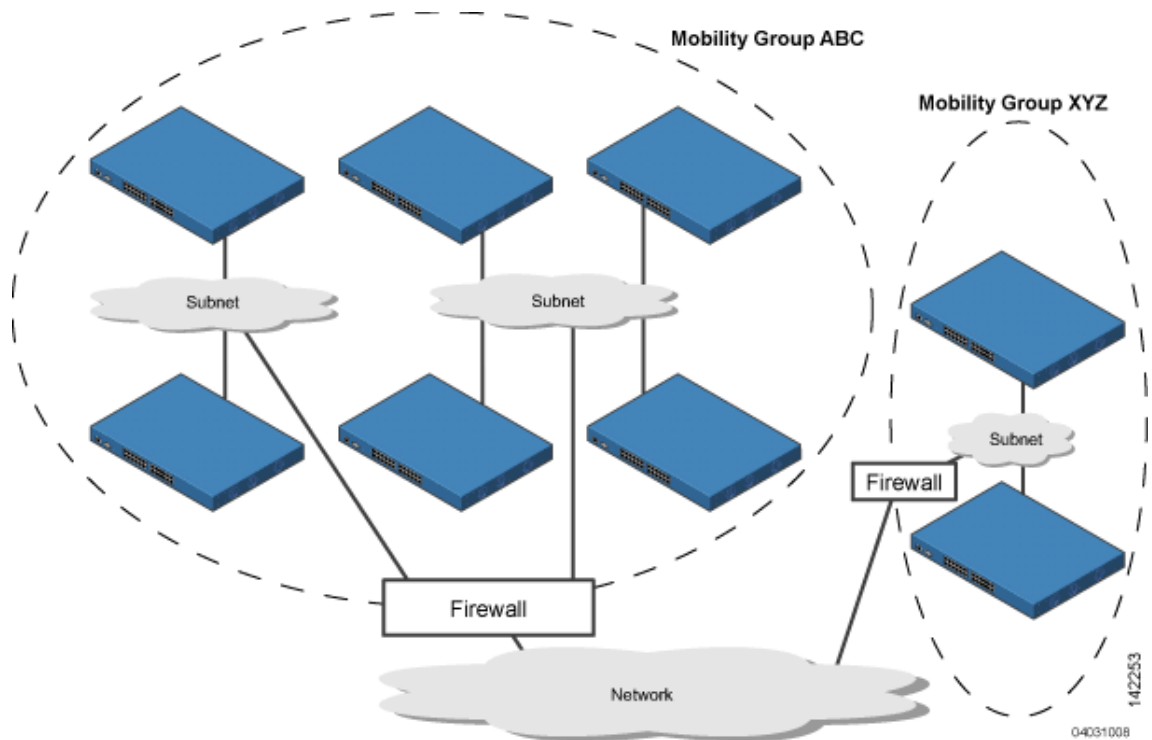 Mobility Group ABC
Mobility Group XYZ
Subnet
Subnet
Subnet
Firewall
Firewall
Network
142253
04031008